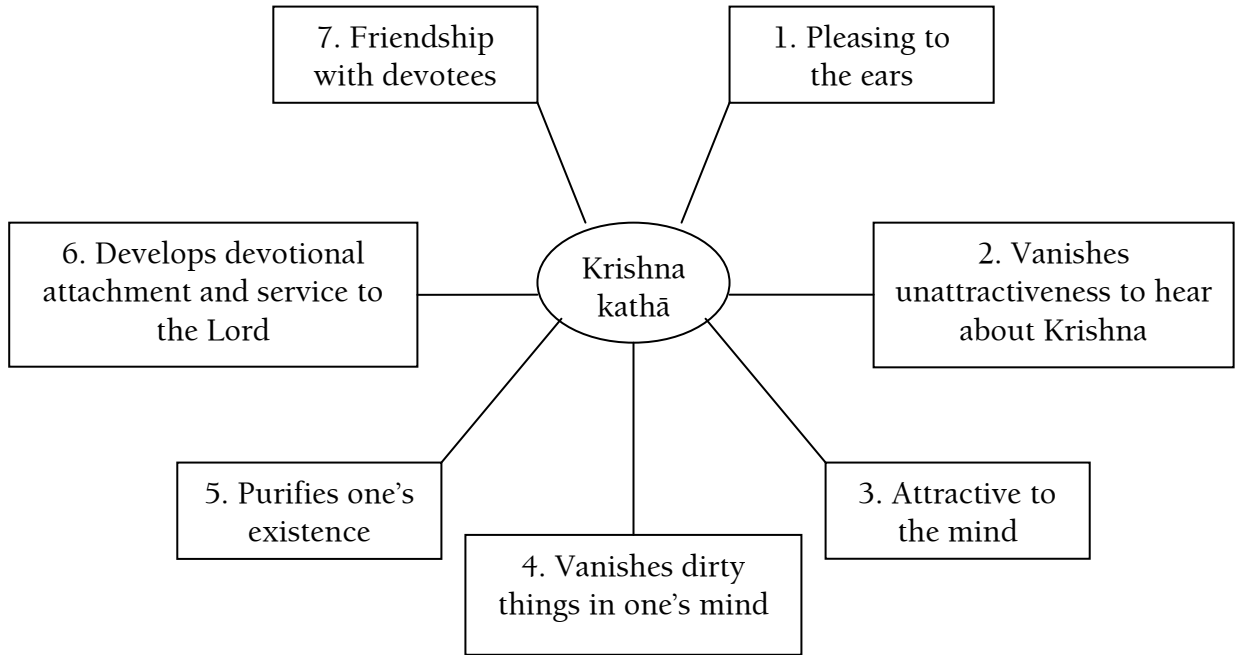 Krishna
kathā
1. Pleasing to
the ears
2. Vanishes
unattractiveness to hear
about Krishna
3. Attractive to
the mind
4. Vanishes dirty
things in one's mind
5. Purifies one's
existence
6. Develops devotional
attachment and service to
the Lord
7. Friendship
with devotees